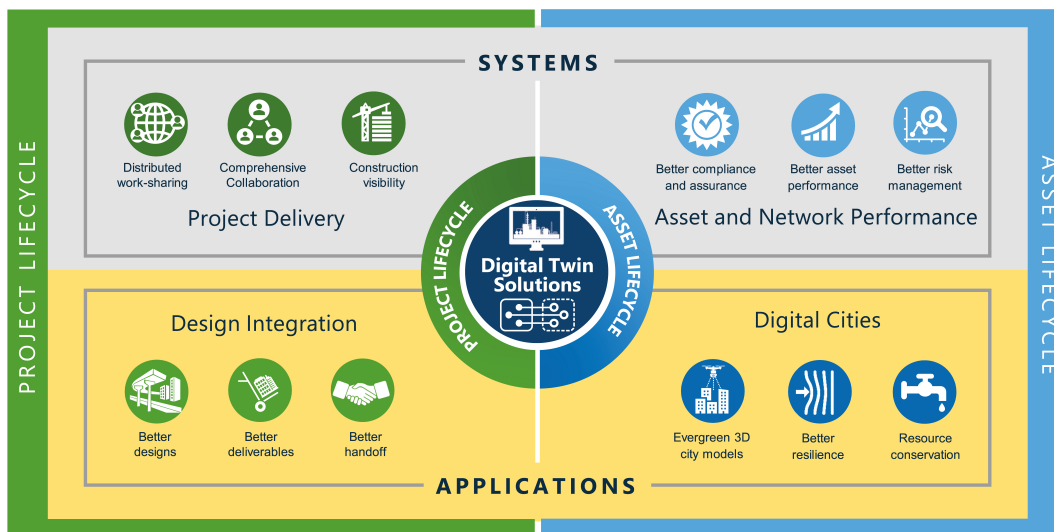 SYSTEMS
PROJECT LIFECYCLE
Distributed
work-sharing
Comprehensive
Collaboration
Construction
visibility
Project Delivery
Better compliance
and assurance
Better asset
performance
Better risk
management
Asset and Network Performance
ASSET LIFECYCLE
PROJECT LIFECYCLE
Digital Twin
Solutions
ASSET LIFECYCLE
Design Integration
Better
designs
Better
deliverables
Better
handoff
Digital Cities
Evergreen 3D
city models
Better
resilience
Resource
conservation
APPLICATIONS